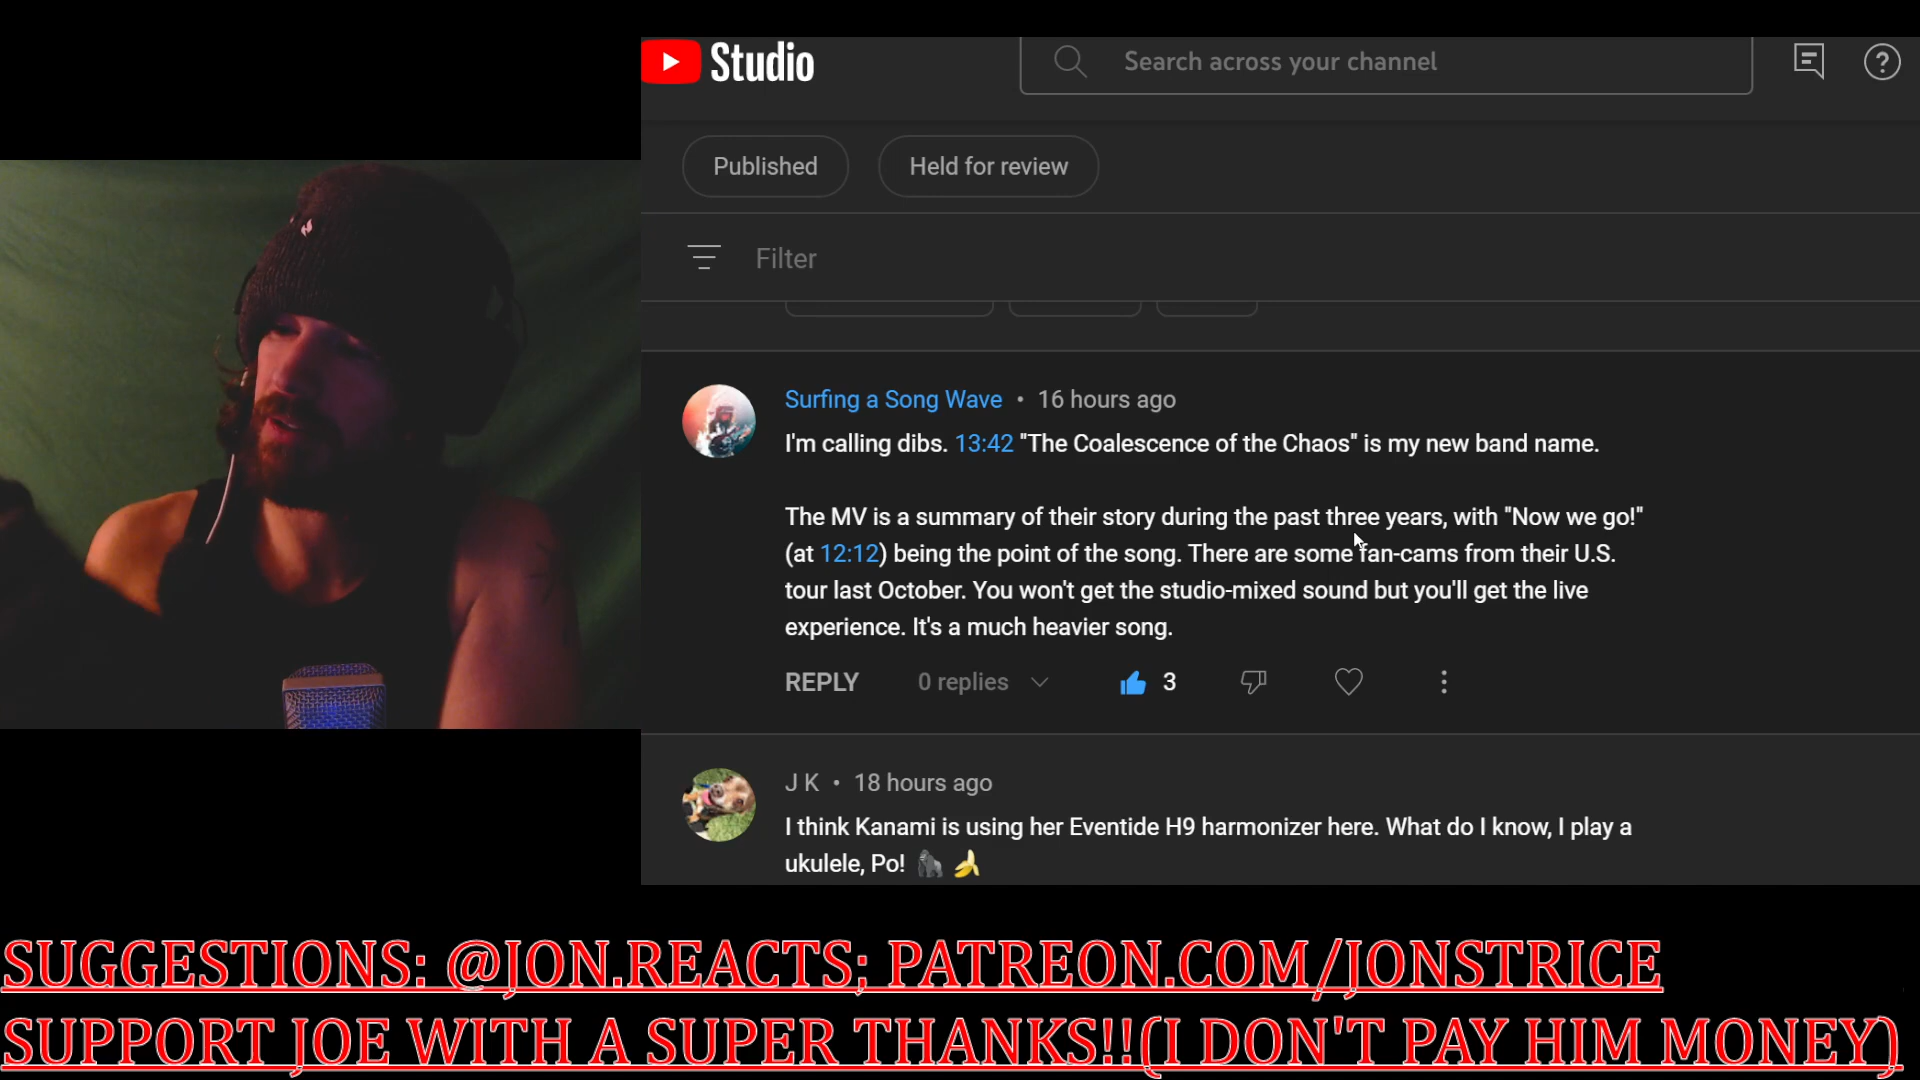 Studio
Search across your channel
Published
Held for review
Filter
Surfing a Song Wave • 16 hours ago
I'm calling dibs. 13:42 "The Coalescence of the Chaos" is my new band name.
The MV is a summary of their story during the past three years, with "Now we go!"
(at 12:12) being the point of the song. There are some fan-cams from their U.S.
tour last October. You won't get the studio-mixed sound but you'll get the live
experience. It's a much heavier song.
REPLY
0 replies
3
J K • 18 hours ago
I think Kanami is using her Eventide H9 harmonizer here. What do I know, I play a
ukulele, Po! 🦍 🍌
SUGGESTIONS: @JON.REACTS; PATREON.COM/JONSTRICE
SUPPORT JOE WITH A SUPER THANKS!!(I DON'T PAY HIM MONEY)